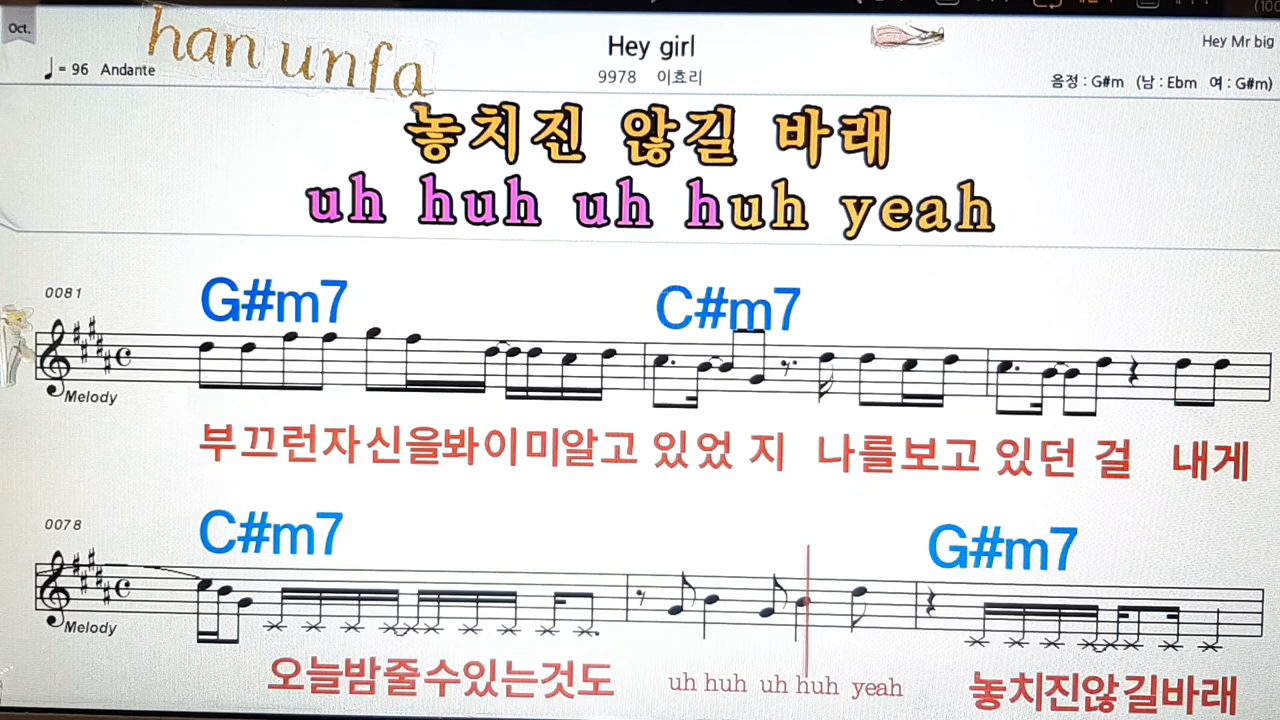 Oct.
han unfa
Hey girl
Hey Mr big
♩= 96 Andante
9978 이효리
음정 : G#m (남 : Ebm 여 : G#m)
놓치진 않길 바래
uh huh uh huh yeah
0081
G#m7 C#m7
Melody
부끄런자신을봐이미알고 있었 지 나를보고 있던 걸 내게
0078
C#m7 G#m7
Melody
오늘밤줄수있는것도 uh huh uh huh yeah 놓치진않길바래